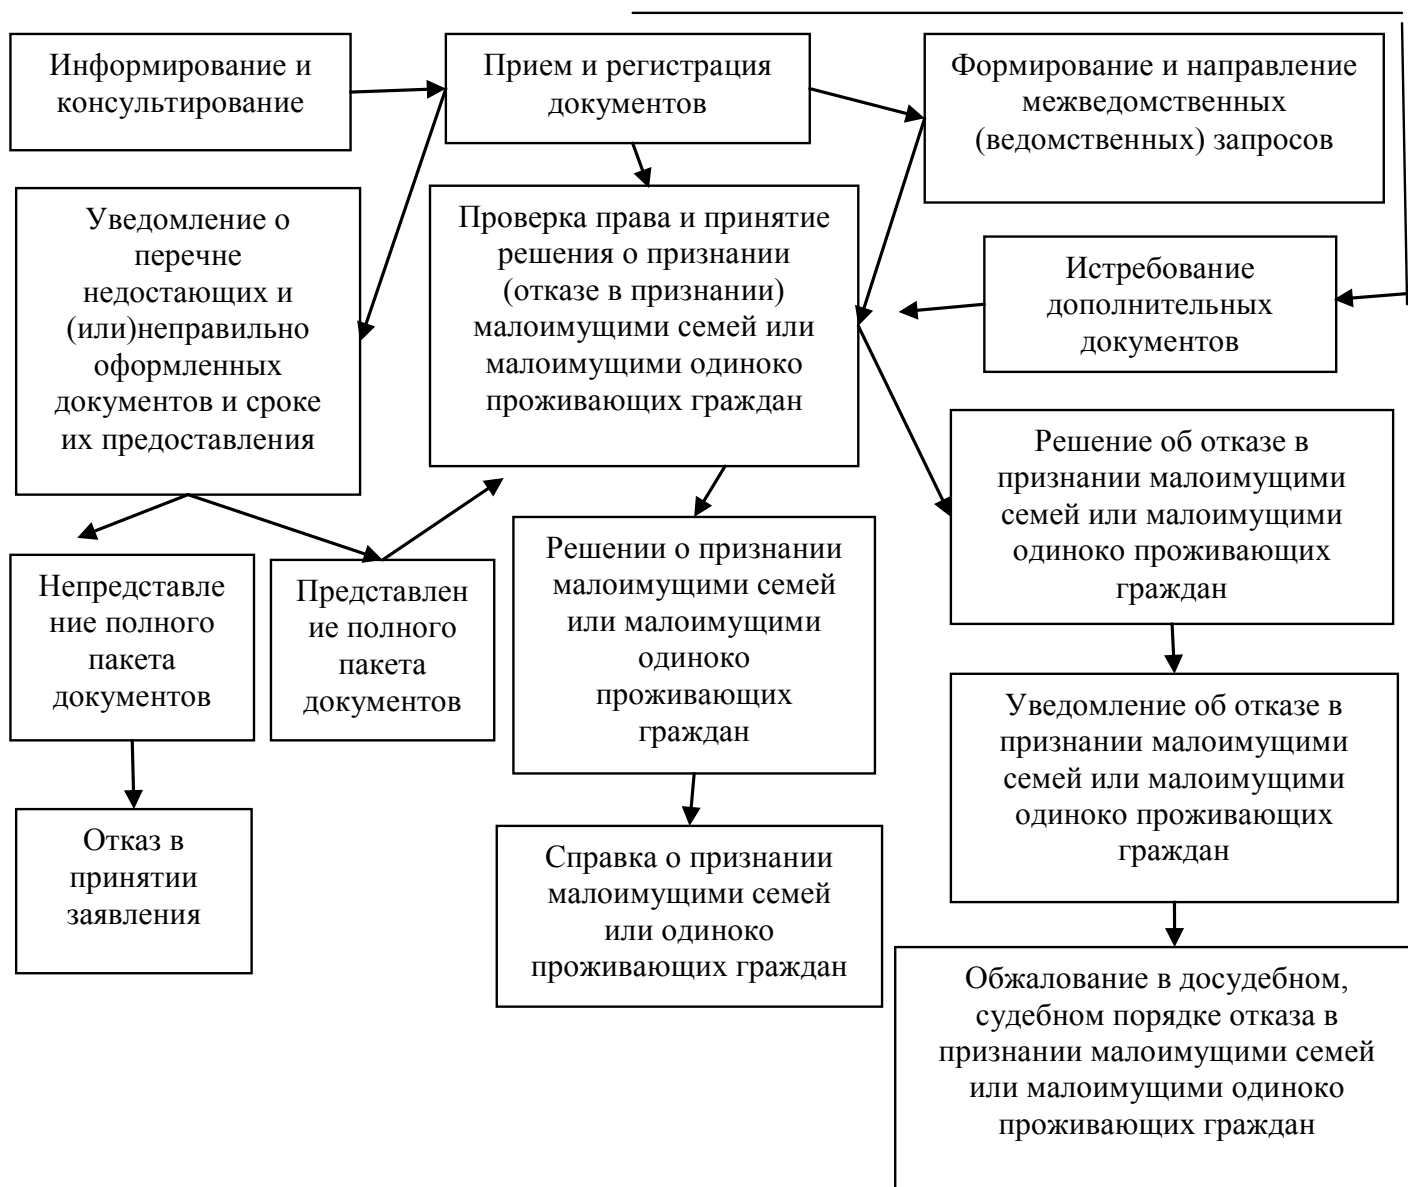 Информирование и
консультирование
Прием и регистрация
документов
Формирование и направление
межведомственных
(ведомственных) запросов
Уведомление о
перечне
недостающих и
(или)неправильно
оформленных
документов и сроке
их предоставления
Проверка права и принятие
решения о признании
(отказе в признании)
малоимущими семей или
малоимущими одиноко
проживающих граждан
Истребование
дополнительных
документов
Решение об отказе в
признании малоимущими
семей или малоимущими
одиноко проживающих
граждан
Непредставле
ние полного
пакета
документов
Представлен
ие полного
пакета
документов
Решении о признании
малоимущими семей
или малоимущими
одиноко
проживающих
граждан
Уведомление об отказе в
признании малоимущими
семей или малоимущими
одиноко проживающих
граждан
Отказ в
принятии
заявления
Справка о признании
малоимущими семей
или одиноко
проживающих граждан
Обжалование в досудебном,
судебном порядке отказа в
признании малоимущими семей
или малоимущими одиноко
проживающих граждан